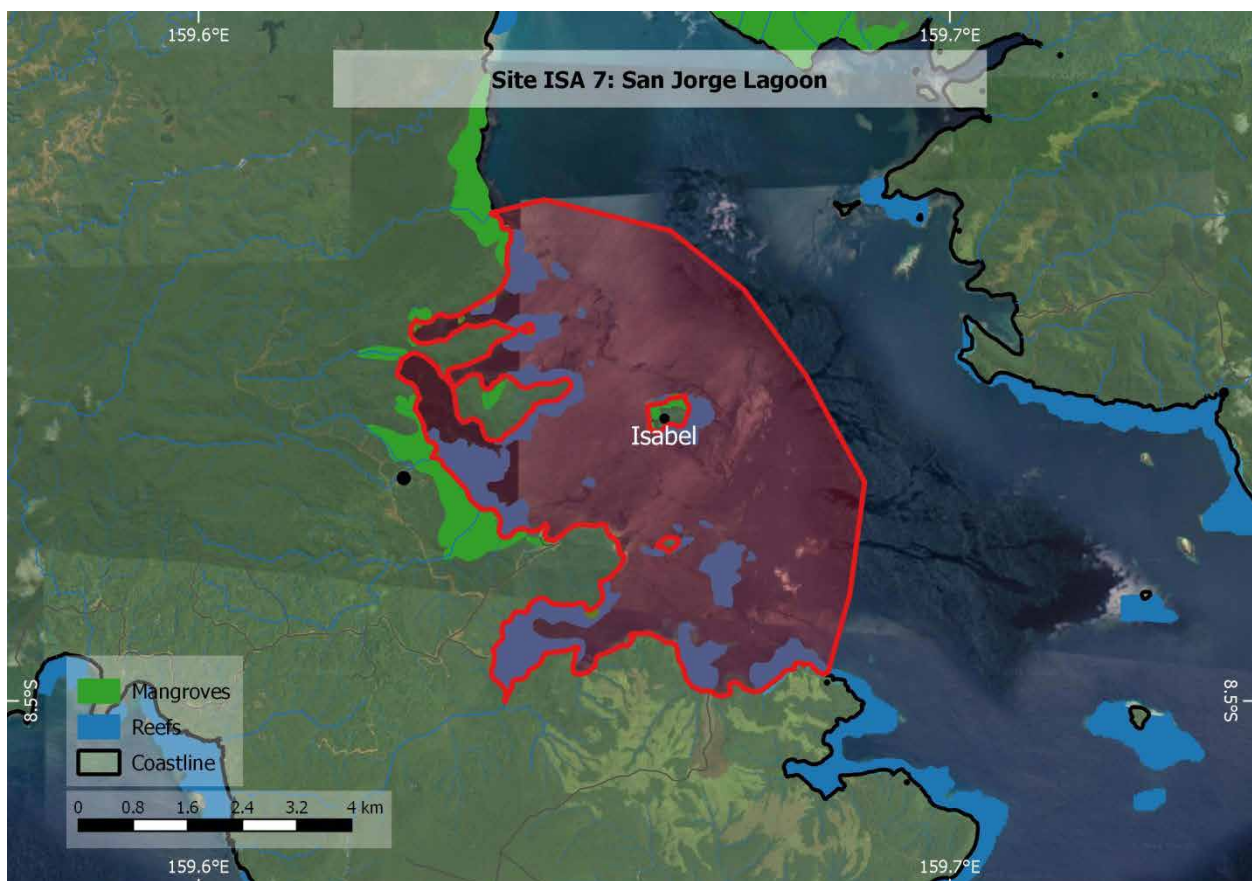 159.6°E
159.7°E
Site ISA 7: San Jorge Lagoon
Isabel
8.5°S
8.5°S
Mangroves
Reefs
Coastline
0 0.8 1.6 2.4 3.2 4 km
159.6°E
159.7°E